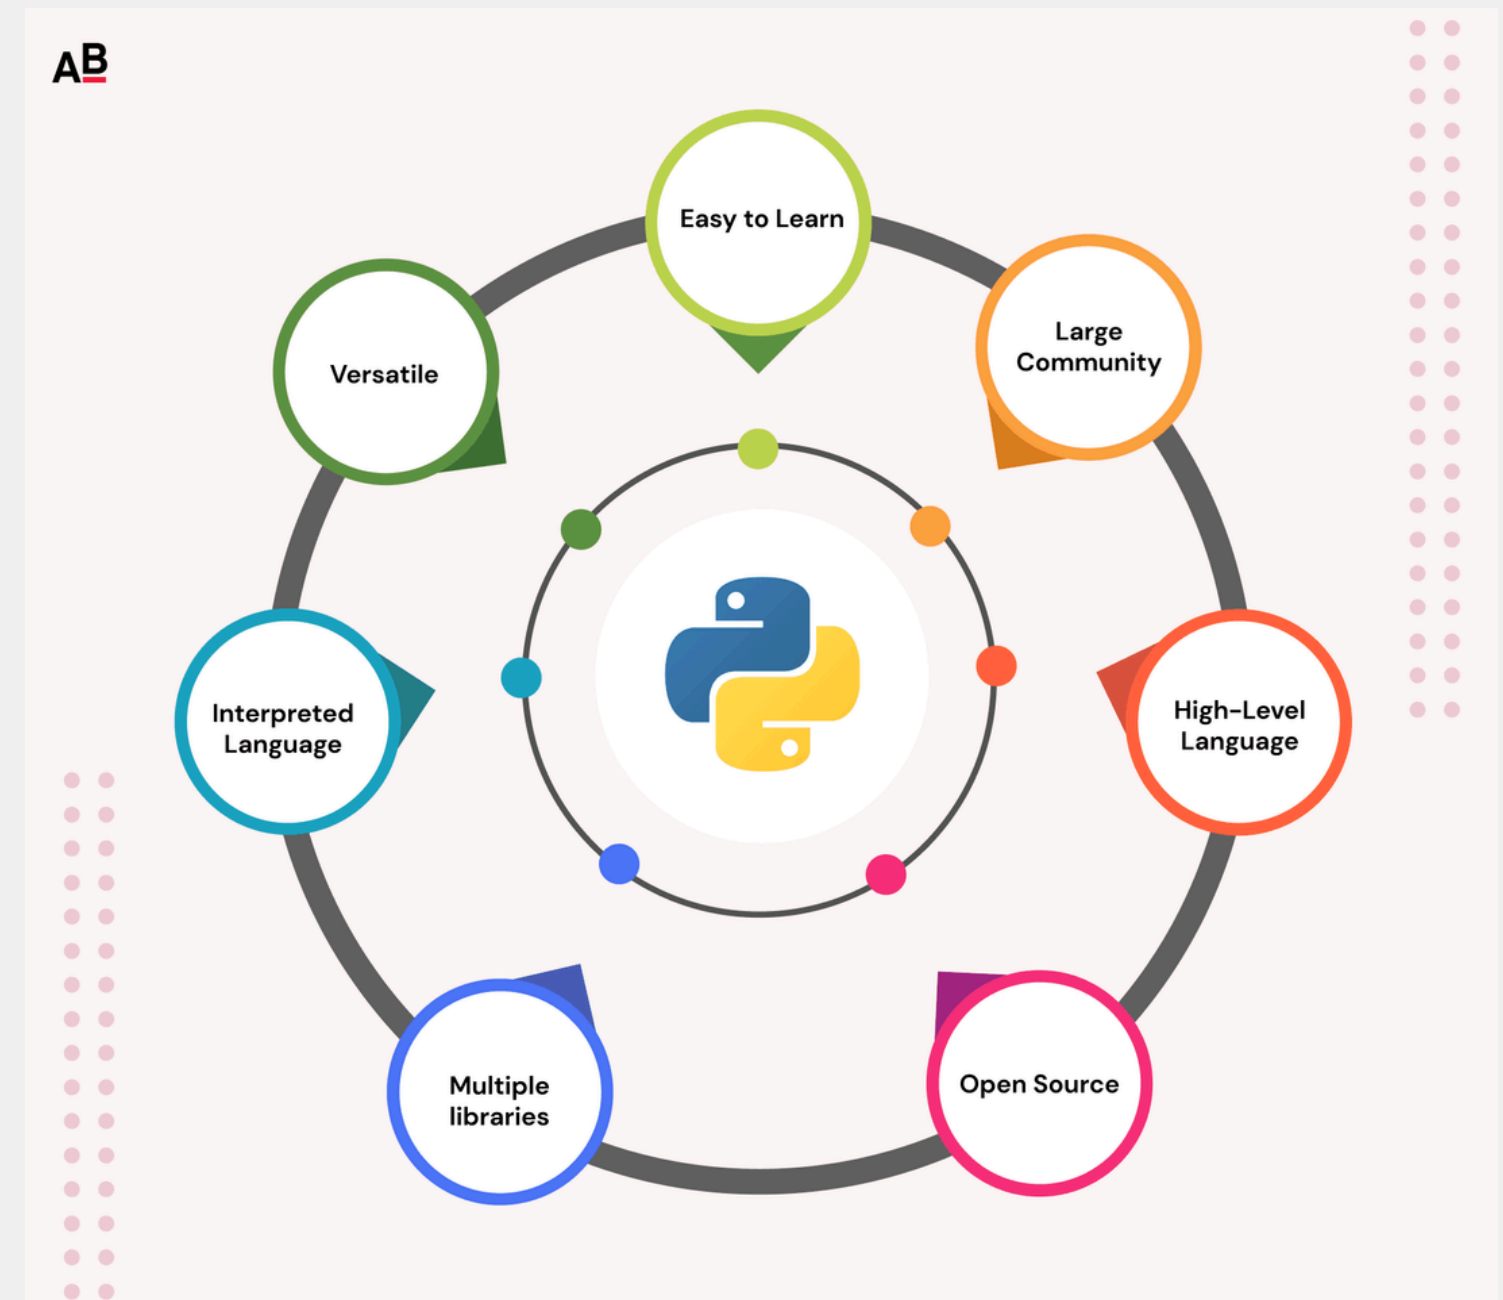 AB
Easy to Learn
Large
Community
High-Level
Language
Open Source
Multiple
libraries
Interpreted
Language
Versatile